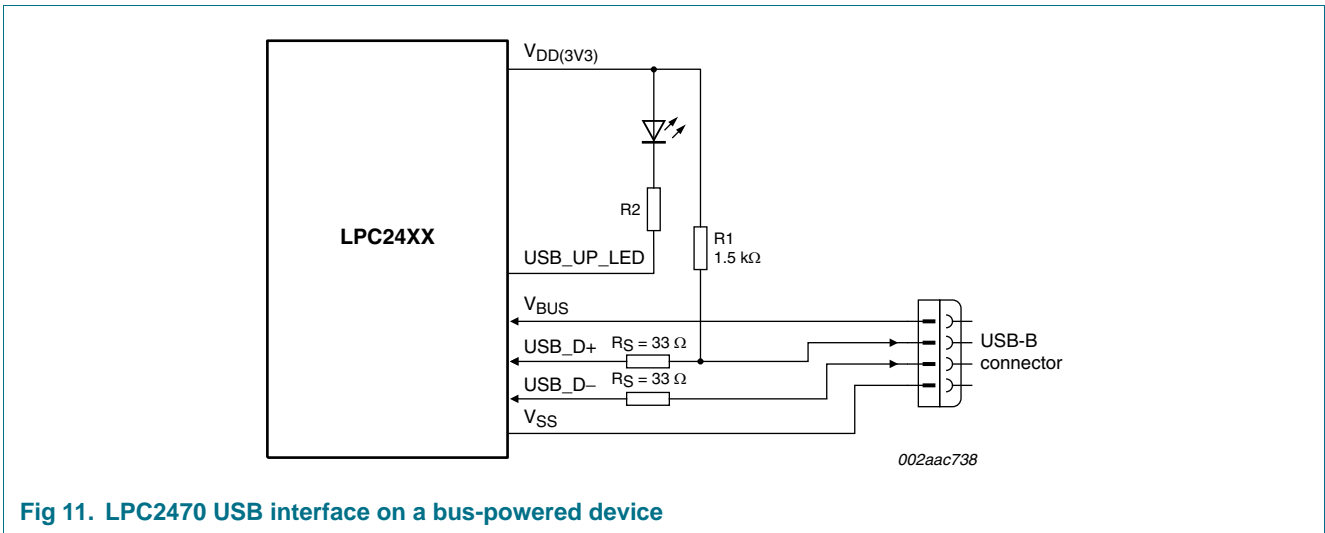 VDD(3V3)
R2
LPC24XX
R1
1.5 kΩ
USB_UP_LED
VBUS
USB_D+
RS = 33 Ω
USB-B
connector
USB_D−
RS = 33 Ω
VSS
002aac738
Fig 11. LPC2470 USB interface on a bus-powered device